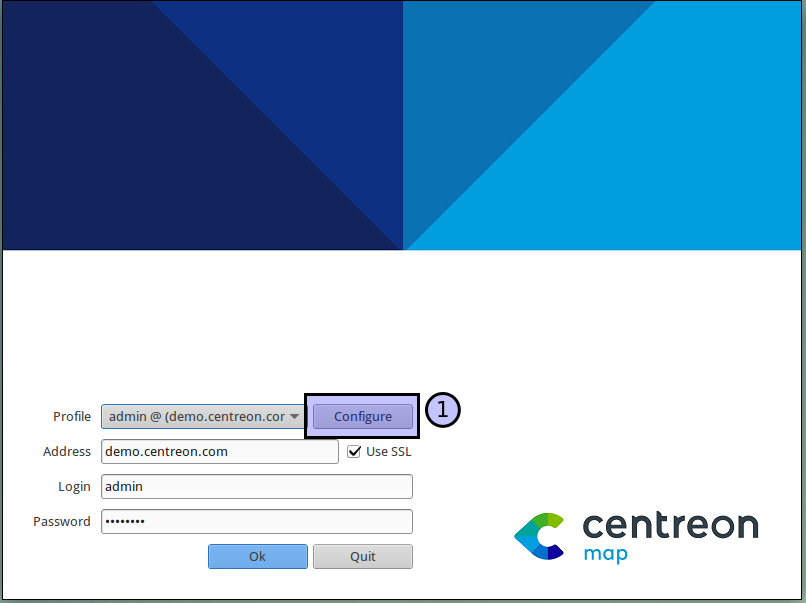 Profile admin @ (demo.centreon.cor Configure 1
Address demo.centreon.com Use SSL
Login admin
Password ••••••••
Ok Quit
centreon
map